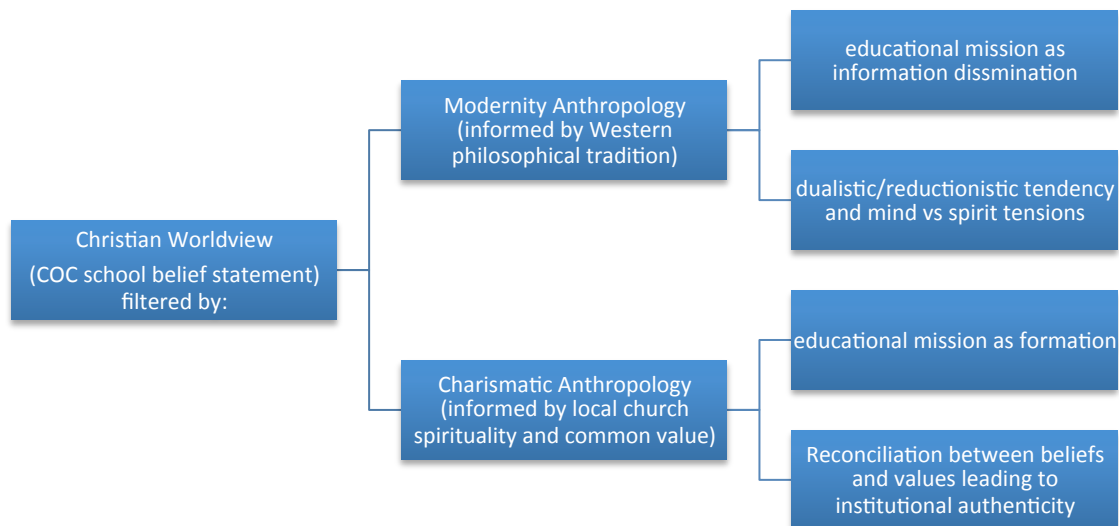 educational mission as
information dissmination
Modernity Anthropology
(informed by Western
philosophical tradition)
dualistic/reductionistic tendency
and mind vs spirit tensions
Christian Worldview
(COC school belief statement)
filtered by:
educational mission as formation
Charismatic Anthropology
(informed by local church
spirituality and common value)
Reconciliation between beliefs
and values leading to
institutional authenticity